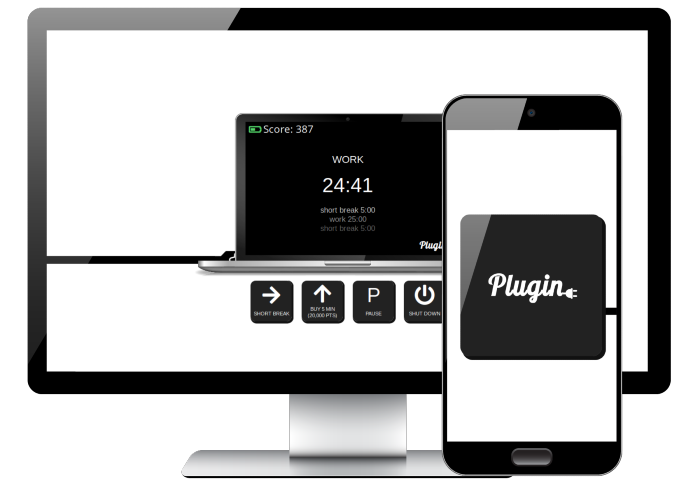 Score: 387
WORK
24:41
short break 5:00
work 25:00
short break 5:00
Plugi
SHORT BREAK
BUY 5 MIN
(20,000 PTS)
P
PAUSE
SHUT DOWN
Plugin